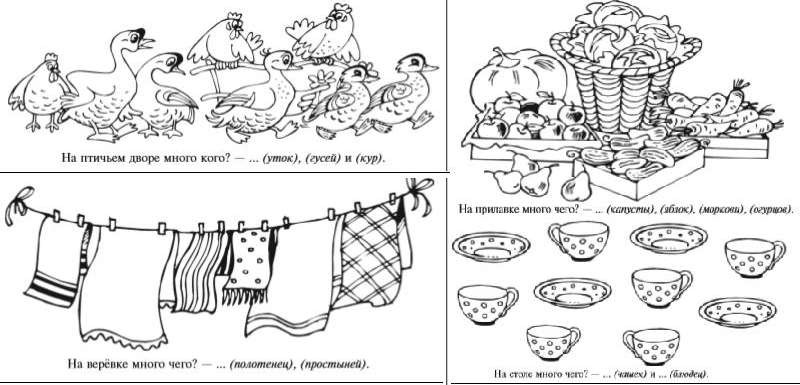 На птичьем дворе много кого? — ... (уток), (гусей) и (кур).
На прилавке много чего? — ... (капусты), (яблок), (моркови), (огурцов).
На верёвке много чего? — ... (полотенец), (простыней).
На столе много чего? — ... (чашек) и ... (блюдец).